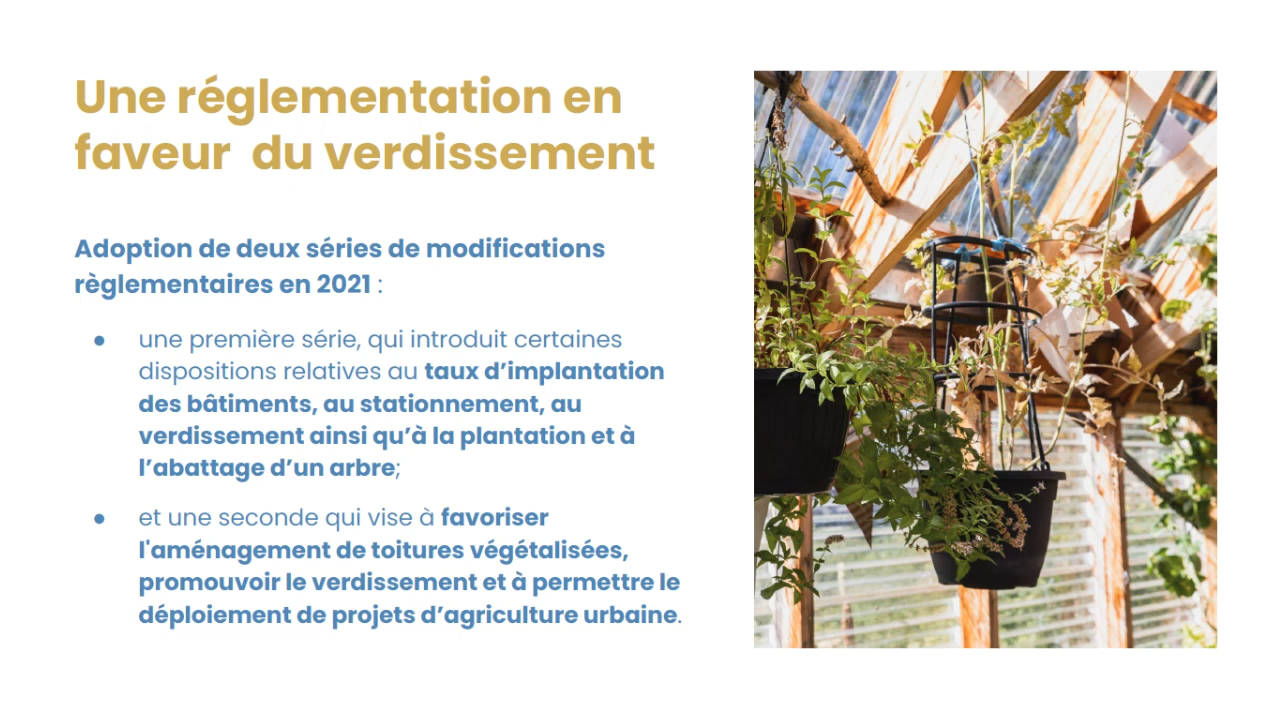 Une réglementation en
faveur  du verdissement
Adoption de deux séries de modifications
règlementaires en 2021 :
● une première série, qui introduit certaines
dispositions relatives au taux d’implantation
des bâtiments, au stationnement, au
verdissement ainsi qu’à la plantation et à
l’abattage d’un arbre;
● et une seconde qui vise à favoriser
l'aménagement de toitures végétalisées,
promouvoir le verdissement et à permettre le
déploiement de projets d’agriculture urbaine.